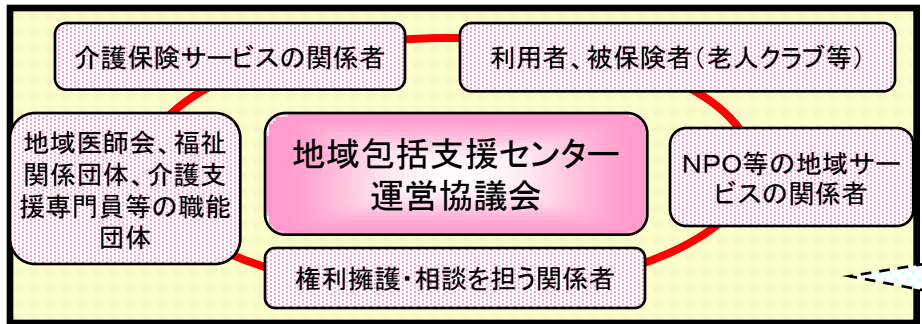 介護保険サービスの関係者
利用者、被保険者(老人クラブ等)
地域医師会、福祉
関係団体、介護支
援専門員等の職能
団体
地域包括支援センター
運営協議会
NPO等の地域サー
ビスの関係者
権利擁護・相談を担う関係者